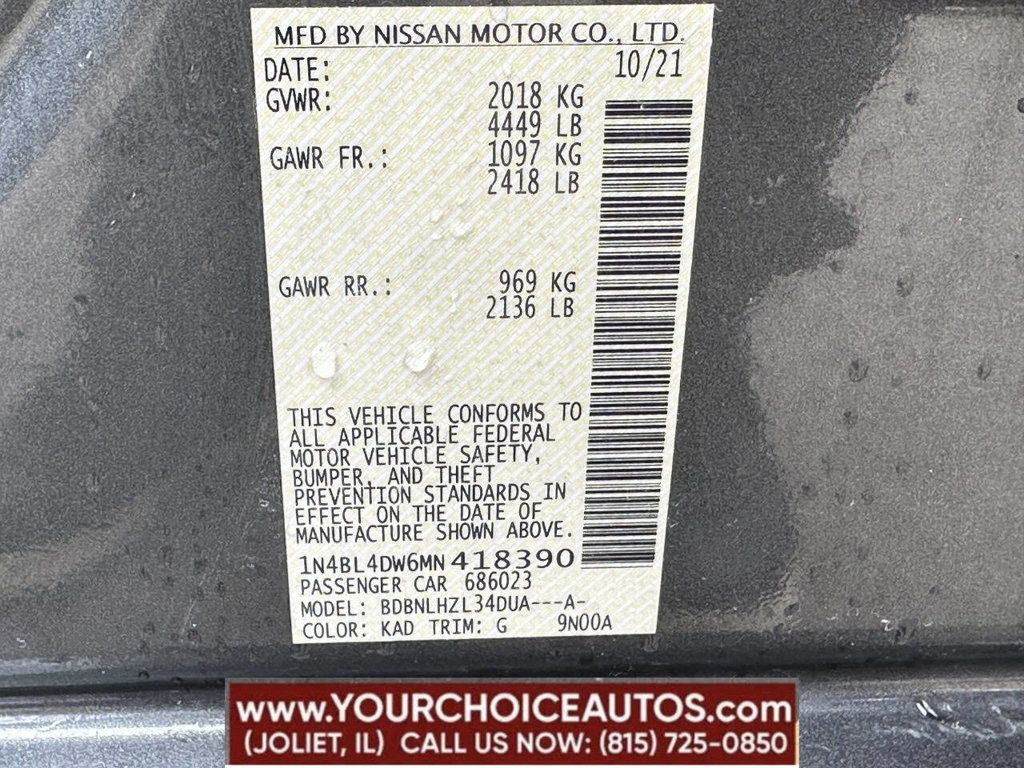 MFD BY NISSAN MOTOR CO., LTD.
DATE: 10/21
GVWR: 2018 KG
4449 LB
GAWR FR.: 1097 KG
2418 LB
GAWR RR.: 969 KG
2136 LB
THIS VEHICLE CONFORMS TO
ALL APPLICABLE FEDERAL
MOTOR VEHICLE SAFETY,
BUMPER, AND THEFT
PREVENTION STANDARDS IN
EFFECT ON THE DATE OF
MANUFACTURE SHOWN ABOVE.
1N4BL4DW6MN418390
PASSENGER CAR 686023
MODEL: BDBNLHZL34DUA---A-
COLOR: KAD TRIM: G 9N00A
www.YOURCHOICEAUTOS.com
(JOLIET, IL) CALL US NOW: (815) 725-0850